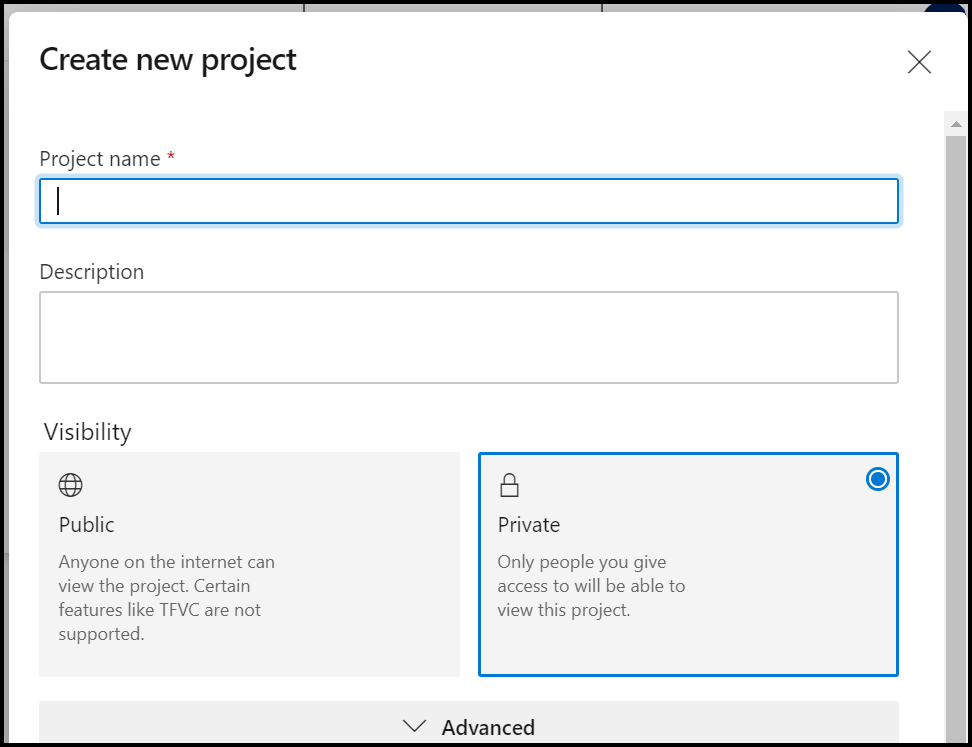 Create new project
Project name *
Description
Visibility
Public
Anyone on the internet can
view the project. Certain
features like TFVC are not
supported.
Private
Only people you give
access to will be able to
view this project.
Advanced